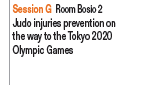 Session G Room Bosio 2
Judo injuries prevention on
the way to the Tokyo 2020
Olympic Games